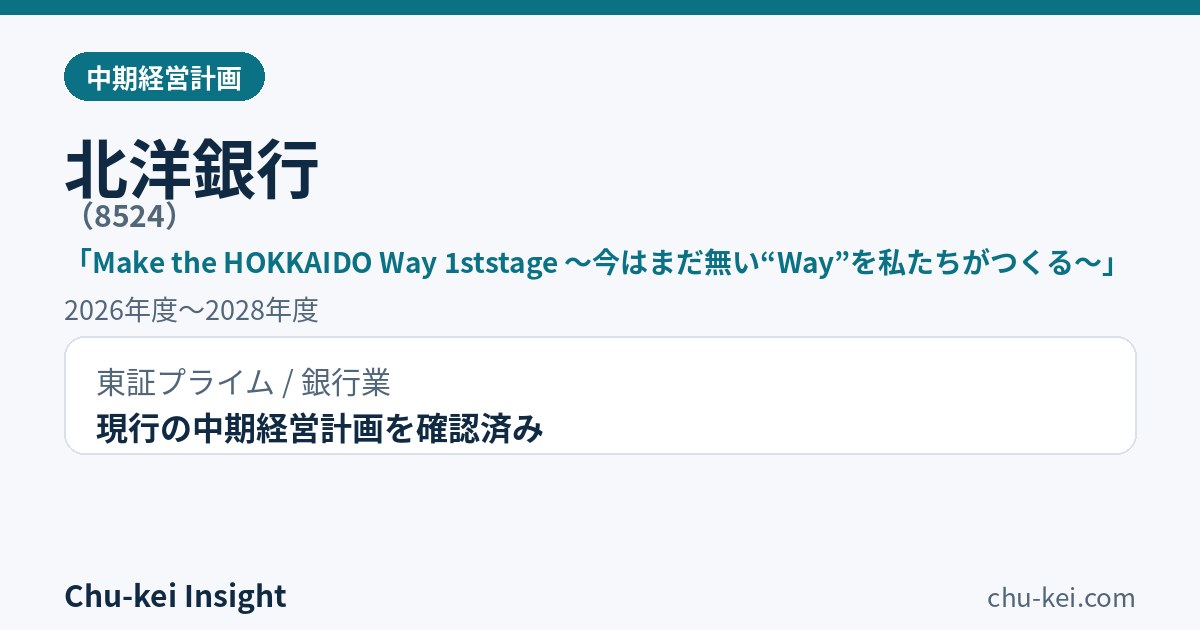 中期経営計画
北洋銀行
（8524）
「Make the HOKKAIDO Way 1ststage ～今はまだ無い“Way”を私たちがつくる～」
2026年度～2028年度
東証プライム / 銀行業
現行の中期経営計画を確認済み
Chu-kei Insight
chu-kei.com